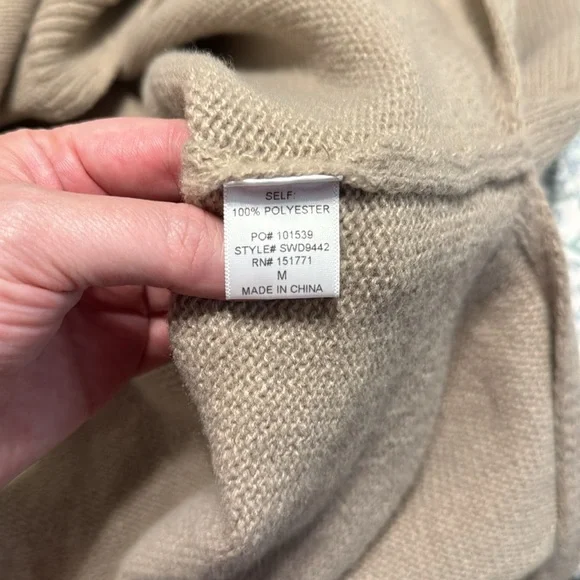 SELF:
100% POLYESTER
PO# 101539
STYLE# SWD9442
RN# 151771
M
MADE IN CHINA